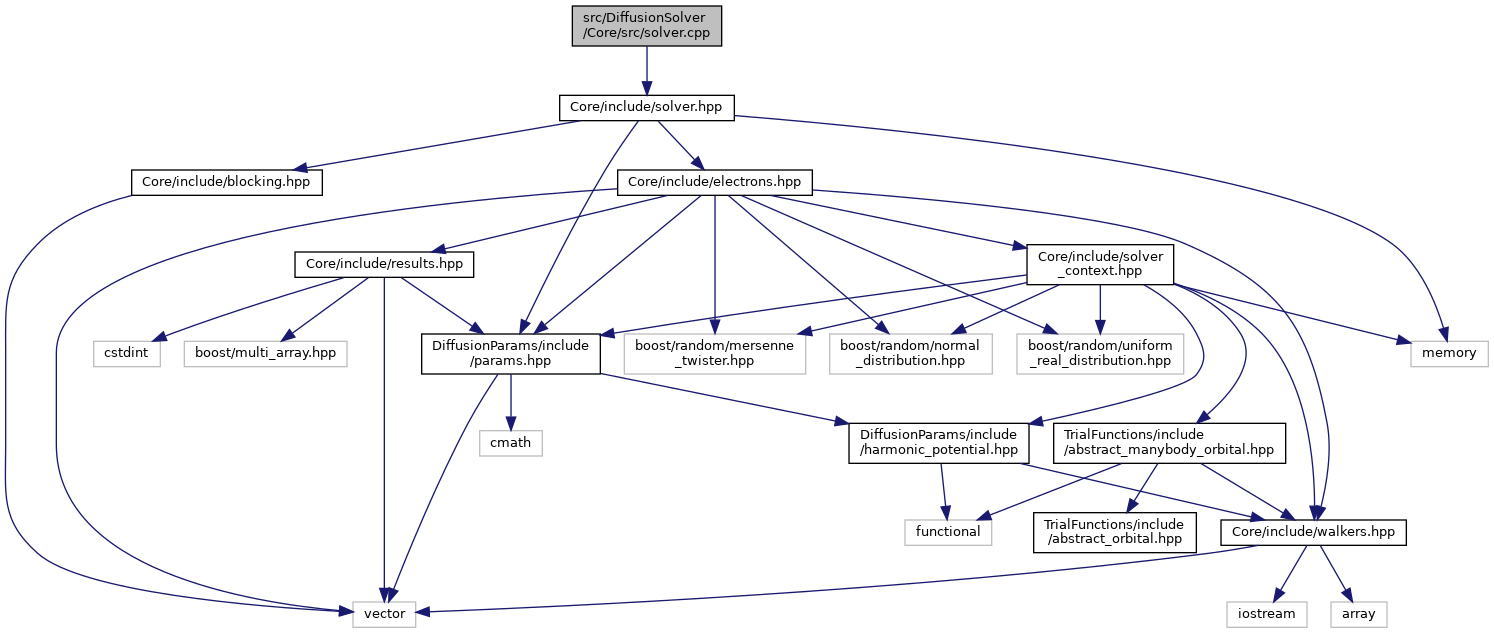 src/DiffusionSolver
/Core/src/solver.cpp
Core/include/solver.hpp
Core/include/blocking.hpp
Core/include/electrons.hpp
Core/include/results.hpp
Core/include/solver
_context.hpp
cstdint
boost/multi_array.hpp
DiffusionParams/include
/params.hpp
boost/random/mersenne
_twister.hpp
boost/random/normal
_distribution.hpp
boost/random/uniform
_real_distribution.hpp
memory
cmath
DiffusionParams/include
/harmonic_potential.hpp
TrialFunctions/include
/abstract_manybody_orbital.hpp
functional
TrialFunctions/include
/abstract_orbital.hpp
Core/include/walkers.hpp
vector
iostream
array